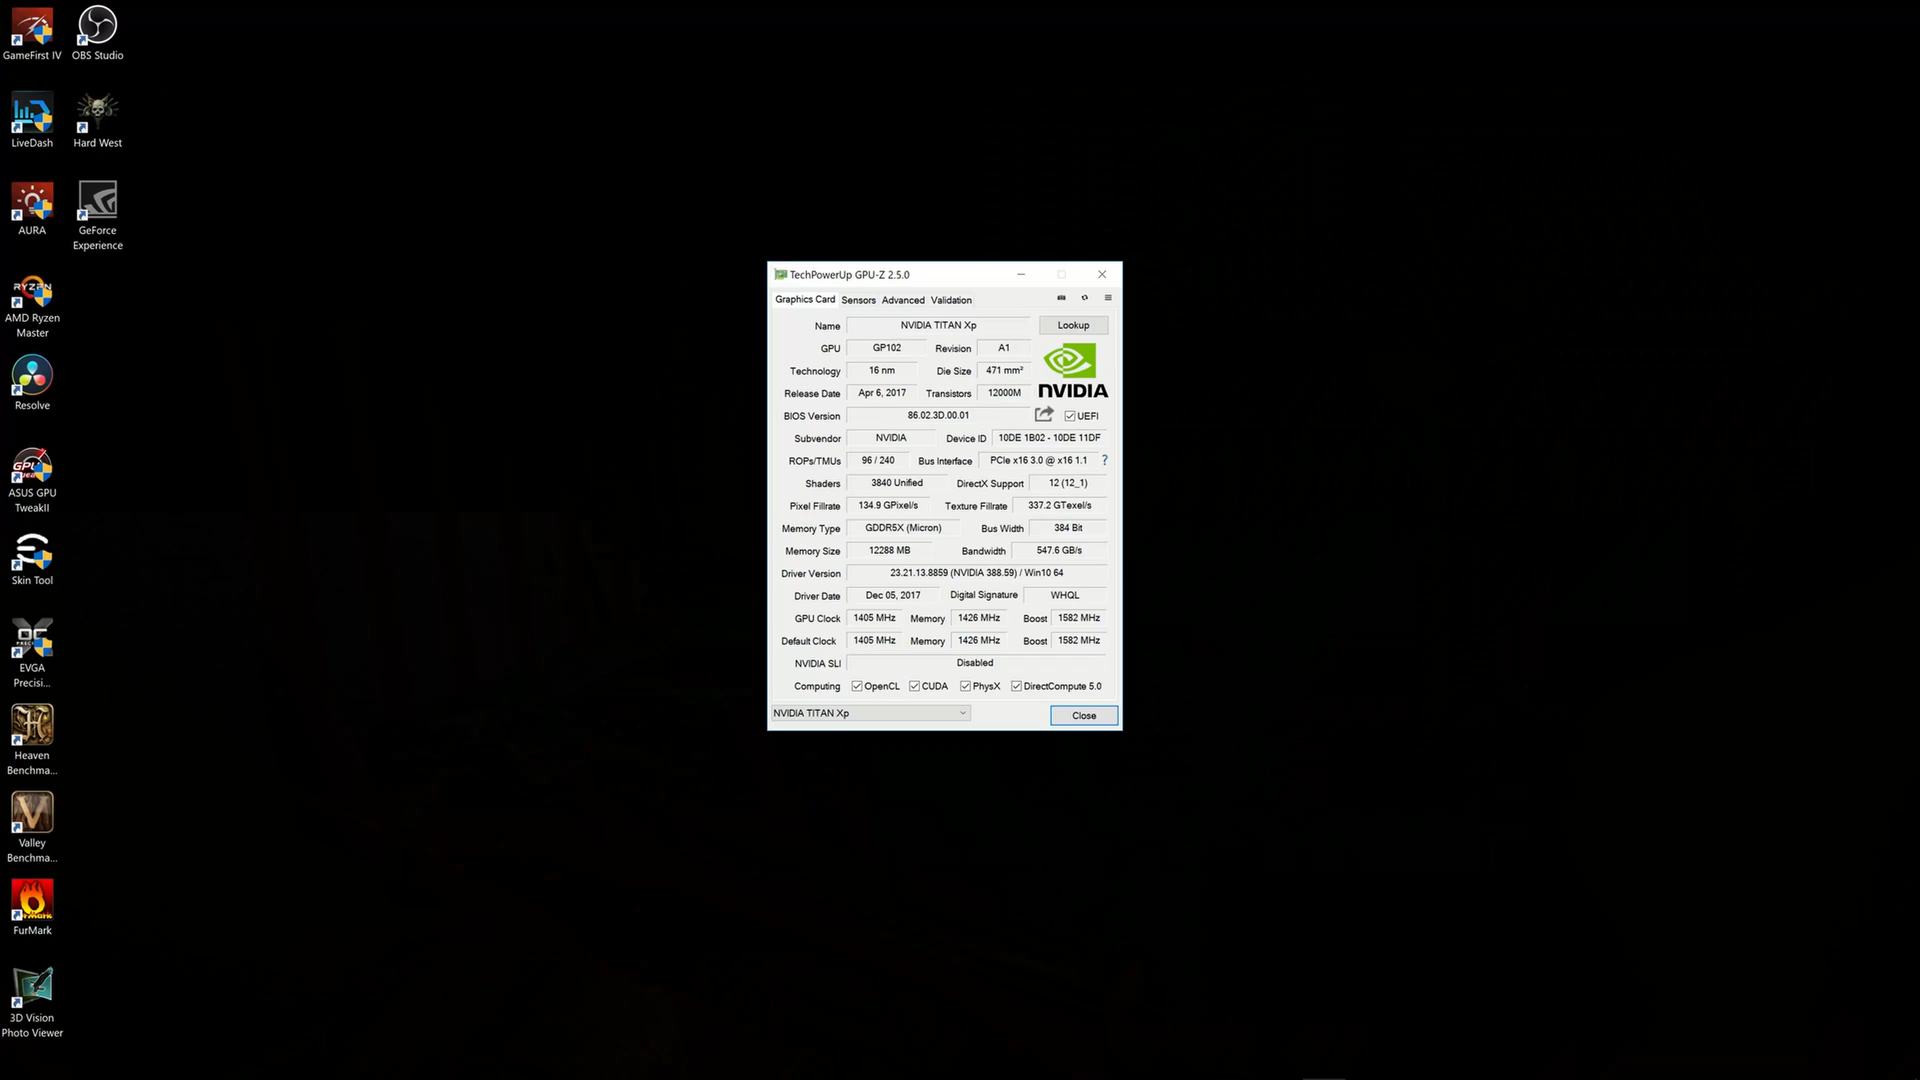 GameFirst IV
OBS Studio
LiveDash
Hard West
AURA
GeForce
Experience
RYZEN
AMD Ryzen
Master
Resolve
GPU
ASUS GPU
TweakII
Skin Tool
OC
EVGA
Precisi...
H
Heaven
Benchma...
V
Valley
Benchma...
FurMark
3D Vision
Photo Viewer
TechPowerUp GPU-Z 2.5.0
Graphics Card Sensors Advanced Validation
Name NVIDIA TITAN Xp Lookup
GPU GP102 Revision A1
Technology 16 nm Die Size 471 mm²
NVIDIA
Release Date Apr 6, 2017 Transistors 12000M
BIOS Version 86.02.3D.00.01 UEFI
Subvendor NVIDIA Device ID 10DE 1B02 - 10DE 11DF
ROPs/TMUs 96 / 240 Bus Interface PCIe x16 3.0 @ x16 1.1 ?
Shaders 3840 Unified DirectX Support 12 (12_1)
Pixel Fillrate 134.9 GPixel/s Texture Fillrate 337.2 GTexel/s
Memory Type GDDR5X (Micron) Bus Width 384 Bit
Memory Size 12288 MB Bandwidth 547.6 GB/s
Driver Version 23.21.13.8859 (NVIDIA 388.59) / Win10 64
Driver Date Dec 05, 2017 Digital Signature WHQL
GPU Clock 1405 MHz Memory 1426 MHz Boost 1582 MHz
Default Clock 1405 MHz Memory 1426 MHz Boost 1582 MHz
NVIDIA SLI Disabled
Computing OpenCL CUDA PhysX DirectCompute 5.0
NVIDIA TITAN Xp Close